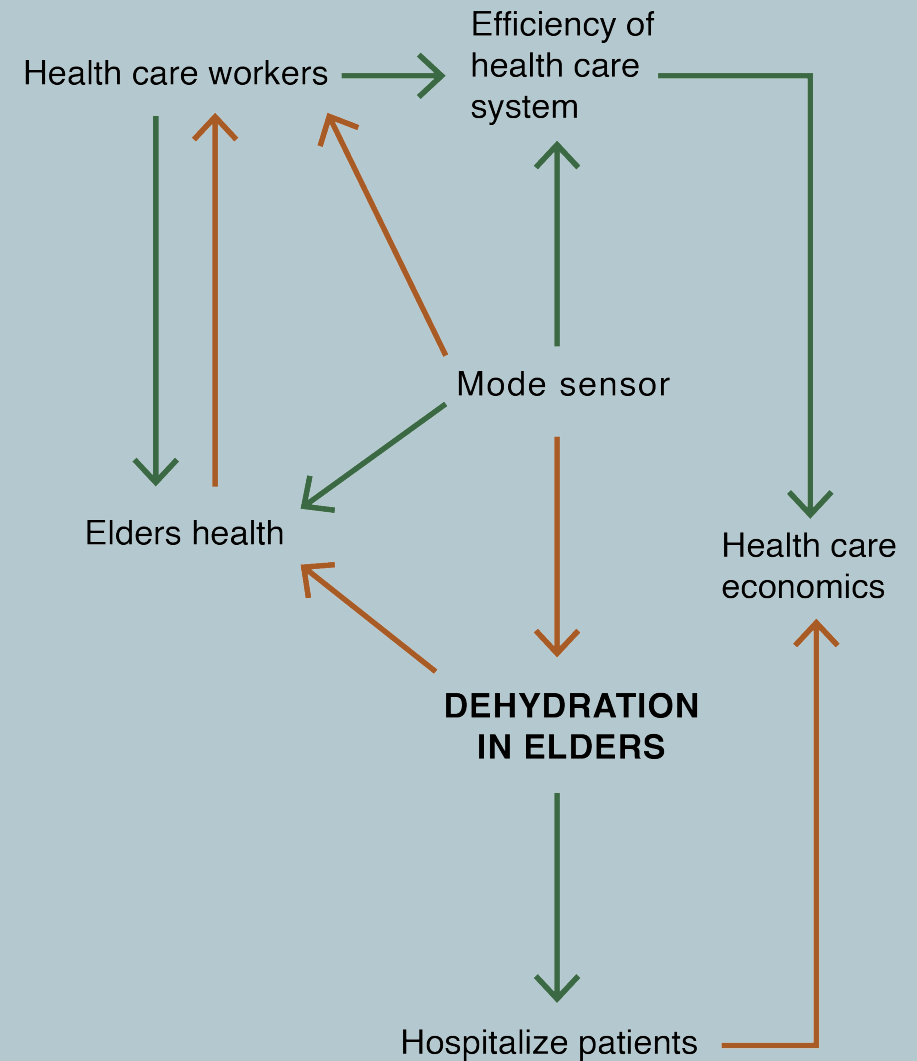 Efficiency of
health care
system
Health care workers
Mode sensor
Elders health
Health care
economics
DEHYDRATION
IN ELDERS
Hospitalize patients